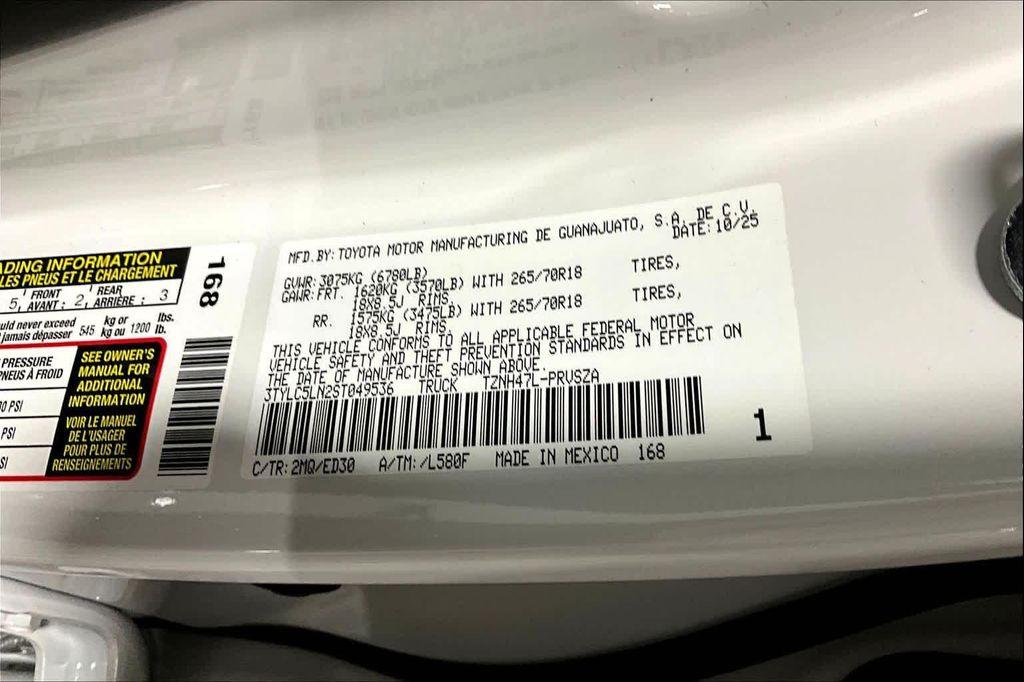 ADING INFORMATION
LES PNEUS ET LE CHARGEMENT
5, FRONT AVANT : 2, REAR ARRIÈRE : 3
uld never exceed 545 kg or 1200 lbs.
jamais dépasser kg ou lb.
PRESSURE
PNEUS À FROID
0 PSI
PSI
SI
SEE OWNER'S
MANUAL FOR
ADDITIONAL
INFORMATION
VOIR LE MANUEL
DE L'USAGER
POUR PLUS DE
RENSEIGNEMENTS
168
MFD.BY:TOYOTA MOTOR MANUFACTURING DE GUANAJUATO, S.A. DE C.V.
DATE:10/25
GVWR:3075KG (6780LB)
GAWR:FRT. 1620KG (3570LB) WITH 265/70R18 TIRES,
18X8.5J RIMS.
RR. 1575KG (3475LB) WITH 265/70R18 TIRES,
18X8.5J RIMS.
THIS VEHICLE CONFORMS TO ALL APPLICABLE FEDERAL MOTOR
VEHICLE SAFETY AND THEFT PREVENTION STANDARDS IN EFFECT ON
THE DATE OF MANUFACTURE SHOWN ABOVE.
3TYLC5LN2ST049536 TRUCK TZNH47L-PRVSZA
1
C/TR:2MQ/ED30 A/TM:/L580F MADE IN MEXICO 168